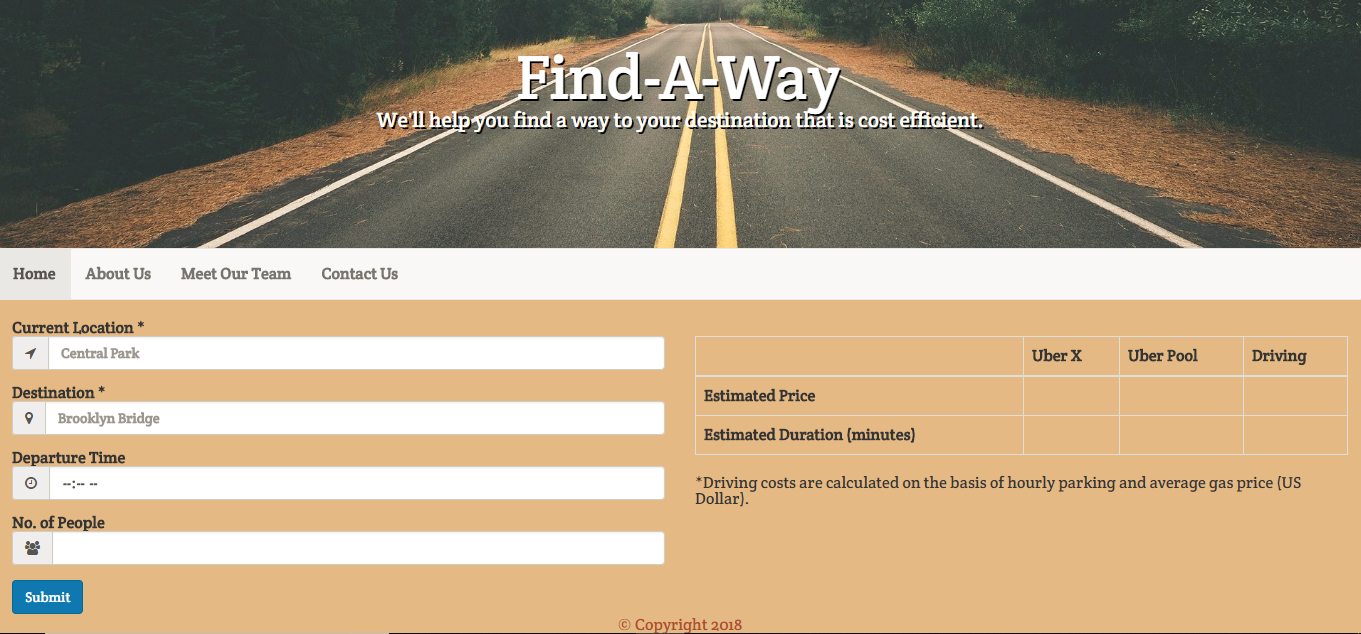 Find-A-Way
We'll help you find a way to your destination that is cost efficient.
Home About Us Meet Our Team Contact Us
Current Location *
Central Park
Destination *
Brooklyn Bridge
Departure Time
--:-- --
No. of People
Submit
Uber X Uber Pool Driving
Estimated Price
Estimated Duration (minutes)
*Driving costs are calculated on the basis of hourly parking and average gas price (US
Dollar).
© Copyright 2018